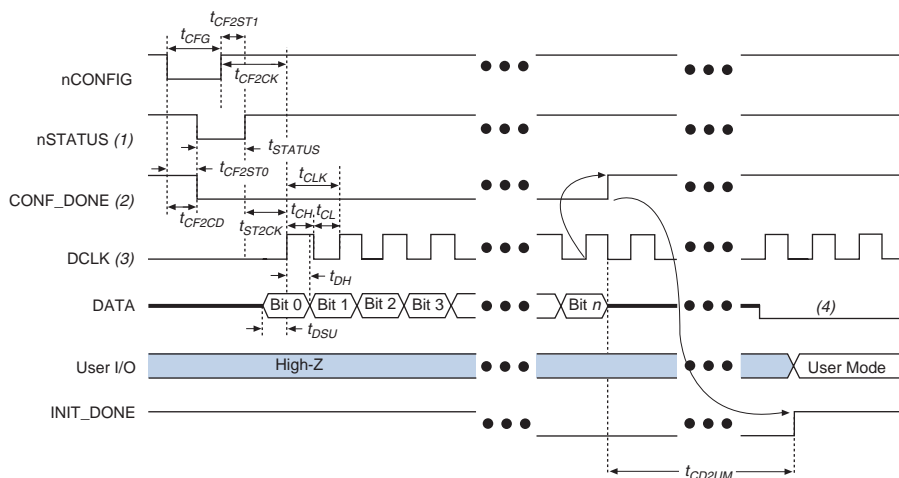 tCF2ST1
tCFG
nCONFIG
tCF2CK
nSTATUS (1)
tSTATUS
tCF2ST0
tCLK
CONF_DONE (2)
tCF2CD
tST2CK
tCH tCL
DCLK (3)
tDH
DATA
Bit 0 Bit 1 Bit 2 Bit 3 Bit n
(4)
tDSU
User I/O
High-Z
User Mode
INIT_DONE
tCD2UM